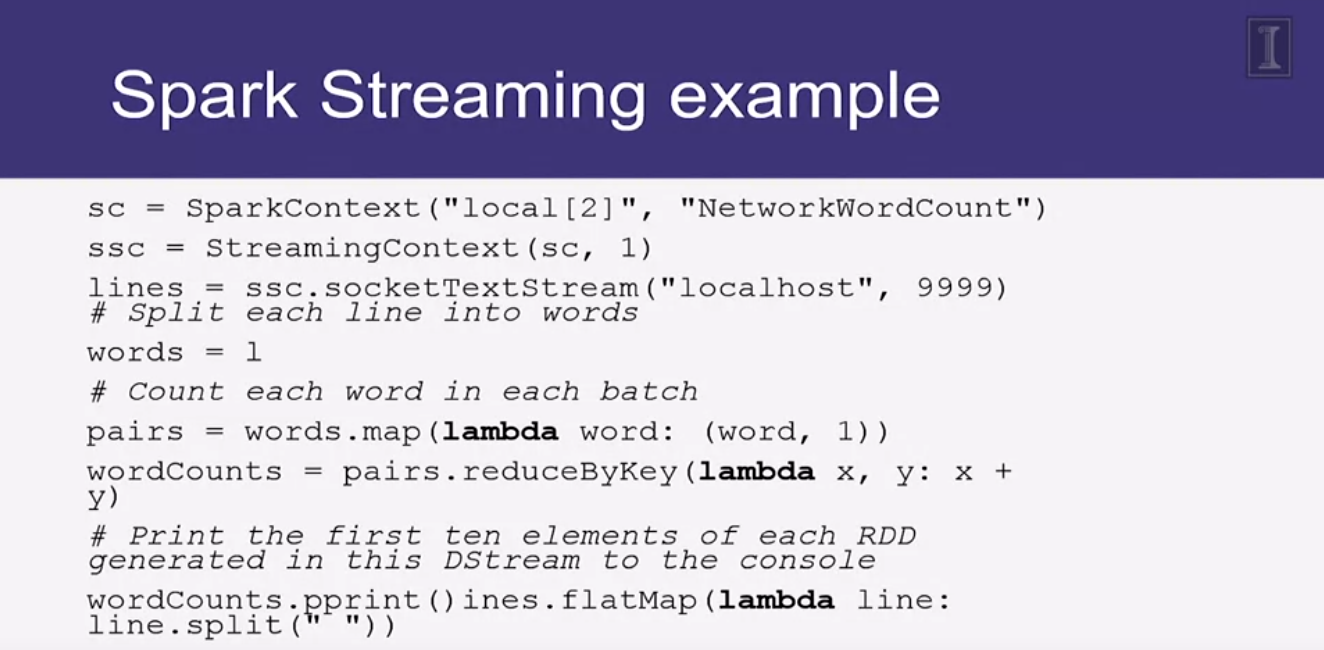 Spark Streaming example
I
sc = SparkContext("local[2]", "NetworkWordCount")
ssc = StreamingContext(sc, 1)
lines = ssc.socketTextStream("localhost", 9999)
# Split each line into words
words = l
# Count each word in each batch
pairs = words.map(lambda word: (word, 1))
wordCounts = pairs.reduceByKey(lambda x, y: x +
y)
# Print the first ten elements of each RDD
generated in this DStream to the console
wordCounts.pprint()ines.flatMap(lambda line:
line.split(" "))